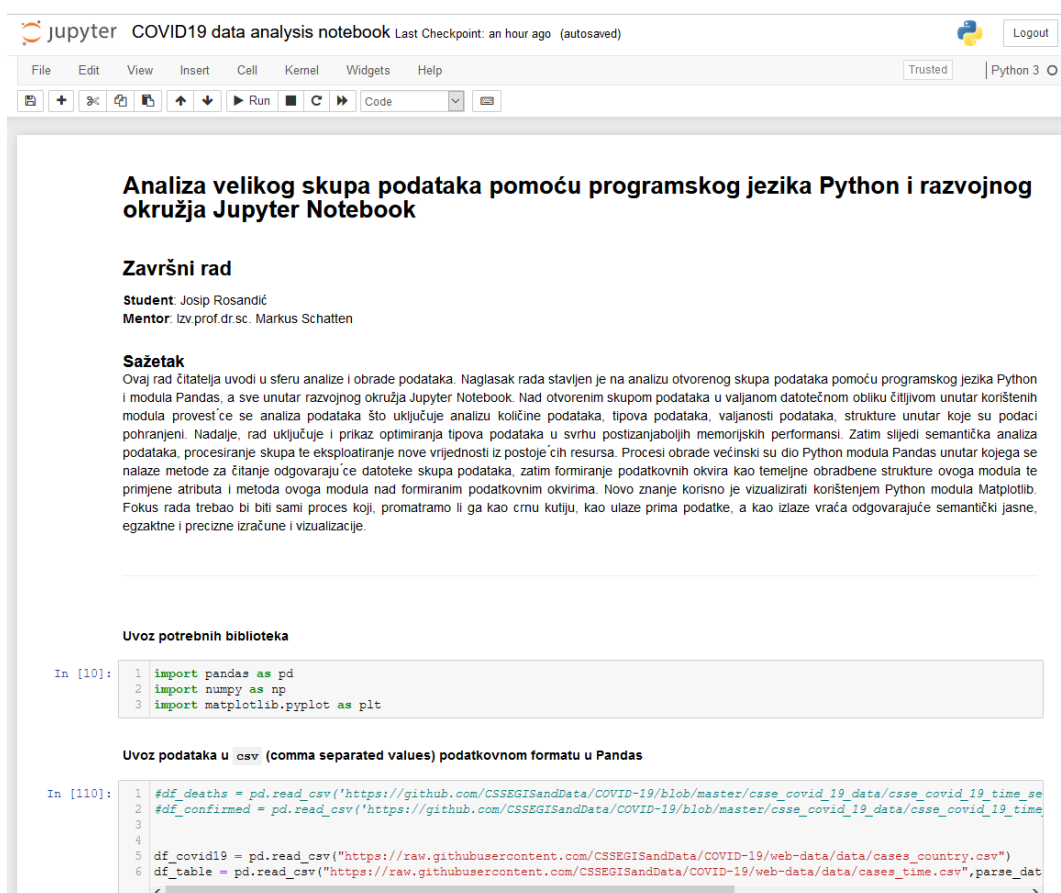 jupyter COVID19 data analysis notebook Last Checkpoint: an hour ago (autosaved) Logout
File Edit View Insert Cell Kernel Widgets Help Trusted Python 3
Run Code
Analiza velikog skupa podataka pomoću programskog jezika Python i razvojnog
okružja Jupyter Notebook
Završni rad
Student: Josip Rosandić
Mentor: Izv.prof.dr.sc. Markus Schatten
Sažetak
Ovaj rad čitatelja uvodi u sferu analize i obrade podataka. Naglasak rada stavljen je na analizu otvorenog skupa podataka pomoću programskog jezika Python
i modula Pandas, a sve unutar razvojnog okružja Jupyter Notebook. Nad otvorenim skupom podataka u valjanom datotečnom obliku čitljivom unutar korištenih
modula provest´ce se analiza podataka što uključuje analizu količine podataka, tipova podataka, valjanosti podataka, strukture unutar koje su podaci
pohranjeni. Nadalje, rad uključuje i prikaz optimiranja tipova podataka u svrhu postizanjaboljih memorijskih performansi. Zatim slijedi semantička analiza
podataka, procesiranje skupa te eksploatiranje nove vrijednosti iz postoje´cih resursa. Procesi obrade većinski su dio Python modula Pandas unutar kojega se
nalaze metode za čitanje odgovaraju´ce datoteke skupa podataka, zatim formiranje podatkovnih okvira kao temeljne obradbene strukture ovoga modula te
primjene atributa i metoda ovoga modula nad formiranim podatkovnim okvirima. Novo znanje korisno je vizualizirati korištenjem Python modula Matplotlib.
Fokus rada trebao bi biti sami proces koji, promatramo li ga kao crnu kutiju, kao ulaze prima podatke, a kao izlaze vraća odgovarajuće semantički jasne,
egzaktne i precizne izračune i vizualizacije.
Uvoz potrebnih biblioteka
In [10]: 1 import pandas as pd
2 import numpy as np
3 import matplotlib.pyplot as plt
Uvoz podataka u csv (comma separated values) podatkovnom formatu u Pandas
In [110]: 1 #df_deaths = pd.read_csv('https://github.com/CSSEGISandData/COVID-19/blob/master/csse_covid_19_data/csse_covid_19_time_se
2 #df_confirmed = pd.read_csv('https://github.com/CSSEGISandData/COVID-19/blob/master/csse_covid_19_data/csse_covid_19_time_
3
4
5 df_covid19 = pd.read_csv("https://raw.githubusercontent.com/CSSEGISandData/COVID-19/web-data/data/cases_country.csv")
6 df_table = pd.read_csv("https://raw.githubusercontent.com/CSSEGISandData/COVID-19/web-data/data/cases_time.csv",parse_dat